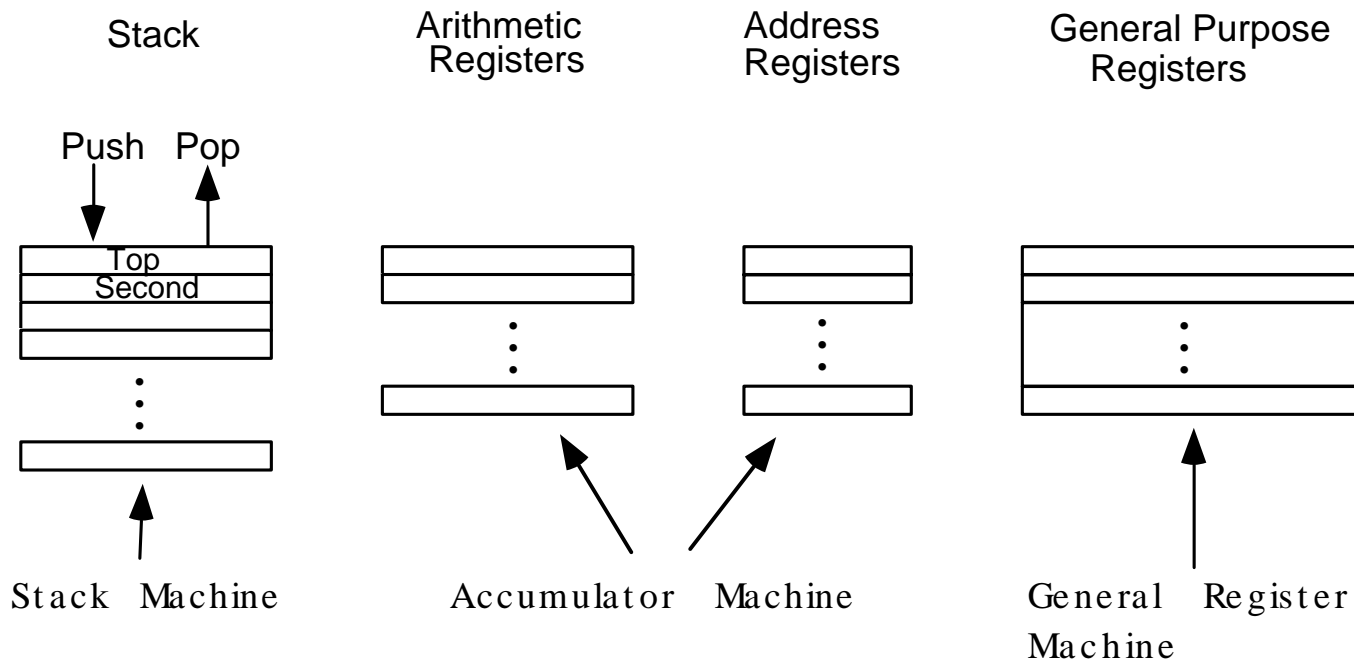 Stack
Arithmetic
Registers
Address
Registers
General Purpose
Registers
Push Pop
Top
Second
Stack Machine
Accumulator Machine
General Register
Machine